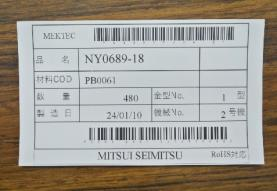 MEKTEC
品 名 NY0689-18
材料COD PB0061
数 量 480 金型No. 1 型
製 造 日 24/01/10 機械No. 2 号機
MITSUI SEIMITSU RoHS対応